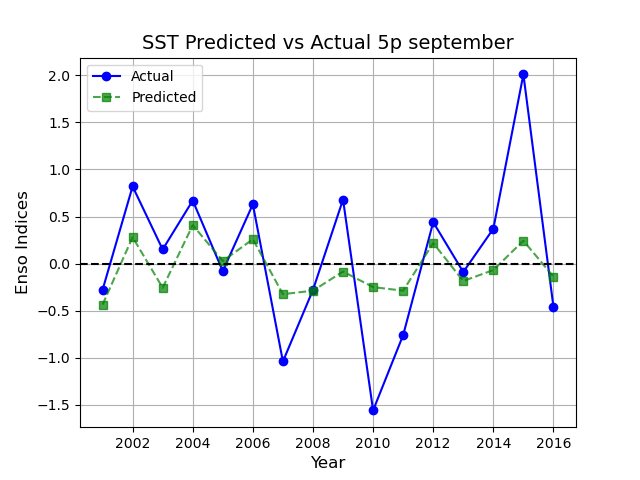 SST Predicted vs Actual 5p september
Actual
Predicted
2.0
1.5
1.0
0.5
0.0
−0.5
−1.0
−1.5
Enso Indices
2002 2004 2006 2008 2010 2012 2014 2016
Year